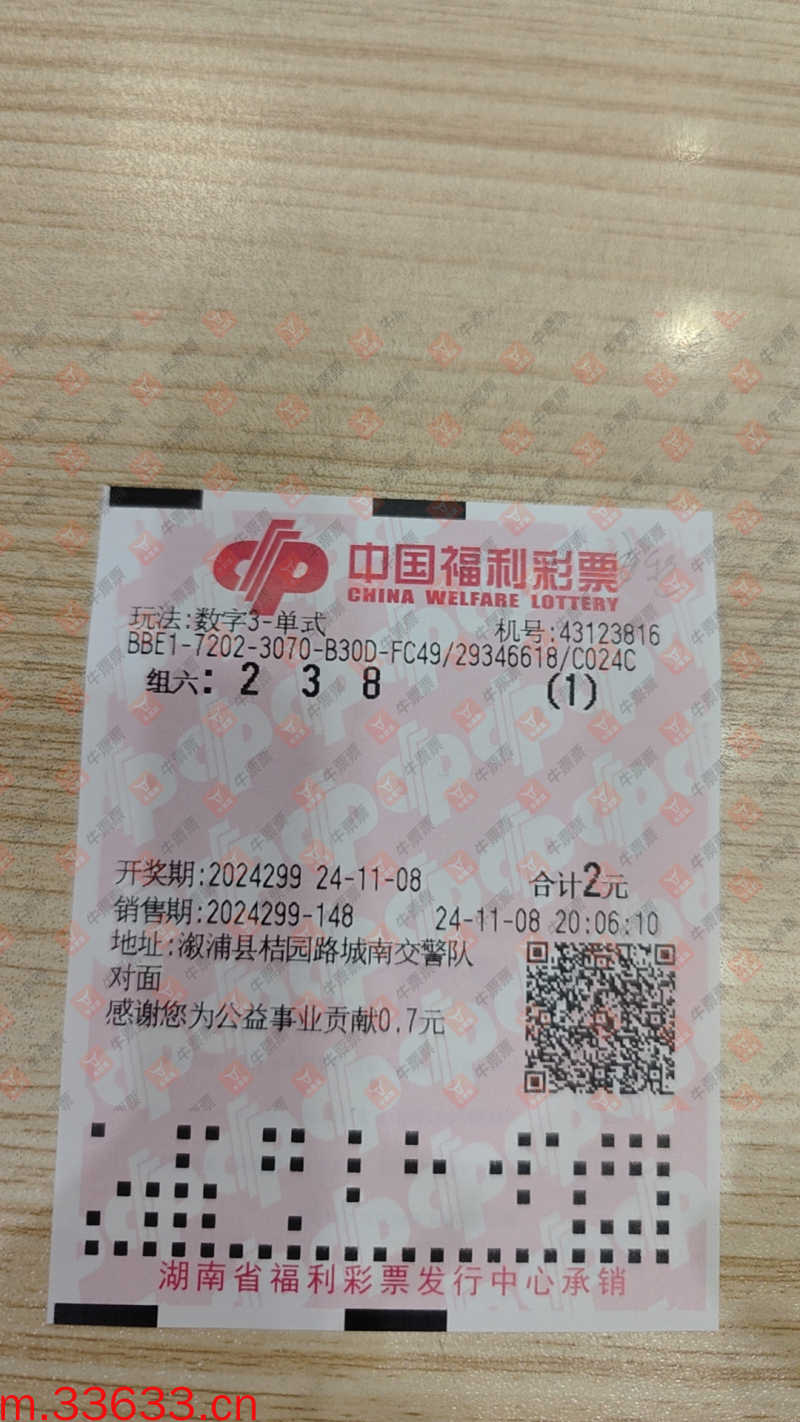 中国福利彩票
CHINA WELFARE LOTTERY
玩法:数字3-单式 机号:43123816
BBE1-7202-3070-B30D-FC49/29346618/C024C
组六: 2 3 8 (1)
开奖期:2024299 24-11-08 合计2元
销售期:2024299-148 24-11-08 20:06:10
地址:溆浦县桔园路城南交警队
对面
感谢您为公益事业贡献0.7元
湖南省福利彩票发行中心承销
m.33633.cn